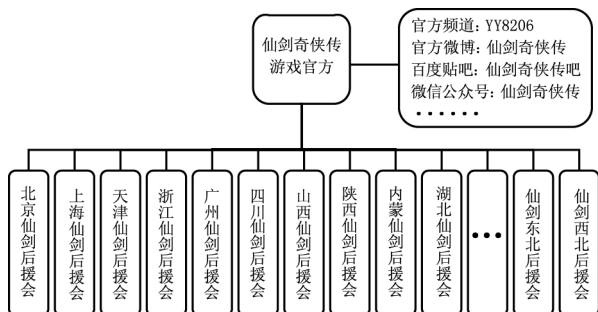 仙剑奇侠传
游戏官方
官方频道：YY8206
官方微博：仙剑奇侠传
百度贴吧：仙剑奇侠传吧
微信公众号：仙剑奇侠传
······
北京仙剑后援会
上海仙剑后援会
天津仙剑后援会
浙江仙剑后援会
广州仙剑后援会
四川仙剑后援会
山西仙剑后援会
陕西仙剑后援会
内蒙仙剑后援会
湖北仙剑后援会
···
仙剑东北后援会
仙剑西北后援会